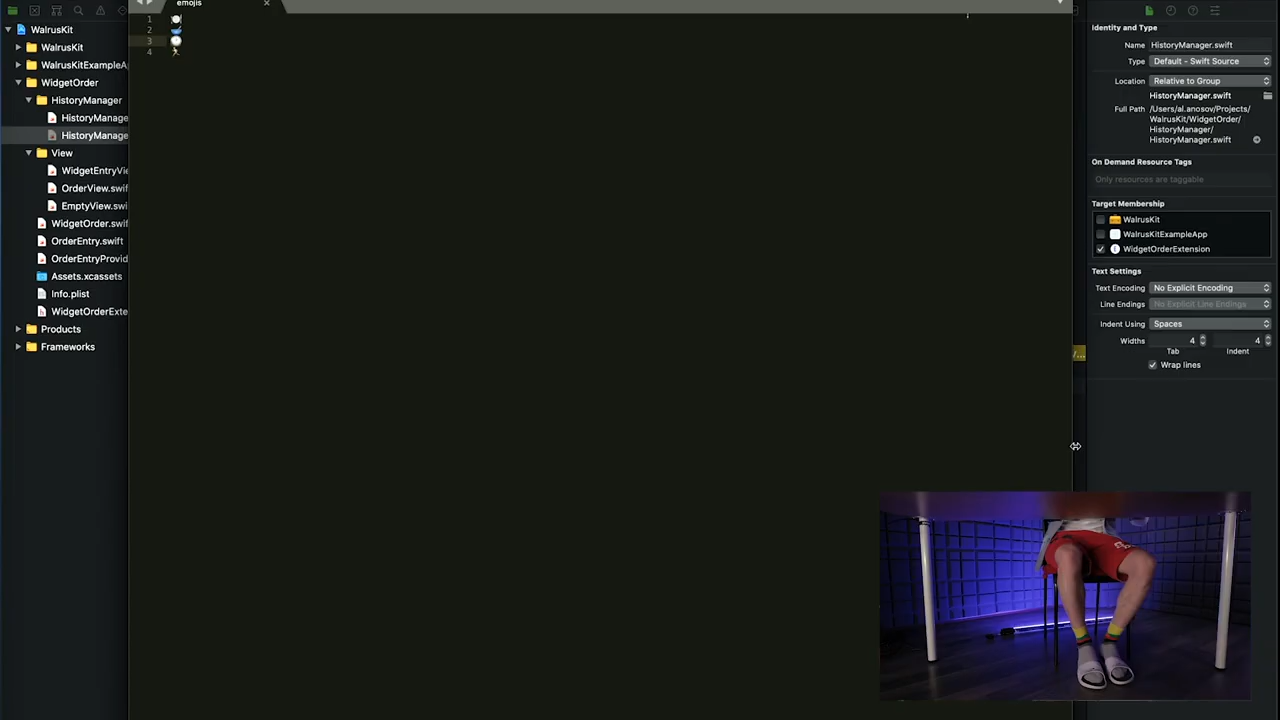 emojis
WalrusKit
WalrusKit
WalrusKitExampleA
WidgetOrder
HistoryManager
HistoryManage
HistoryManage
View
WidgetEntryVi
OrderView.swif
EmptyView.swi
WidgetOrder.swif
OrderEntry.swift
OrderEntryProvid
Assets.xcassets
Info.plist
WidgetOrderExte
Products
Frameworks
1
2
3
4
Identity and Type
Name HistoryManager.swift
Type Default - Swift Source
Location Relative to Group
HistoryManager.swift
Full Path /Users/al.anosov/Projects/
WalrusKit/WidgetOrder/
HistoryManager/
HistoryManager.swift
On Demand Resource Tags
Only resources are taggable
Target Membership
WalrusKit
WalrusKitExampleApp
WidgetOrderExtension
Text Settings
Text Encoding No Explicit Encoding
Line Endings No Explicit Line Endings
Indent Using Spaces
Widths 4 4
Tab Indent
Wrap lines